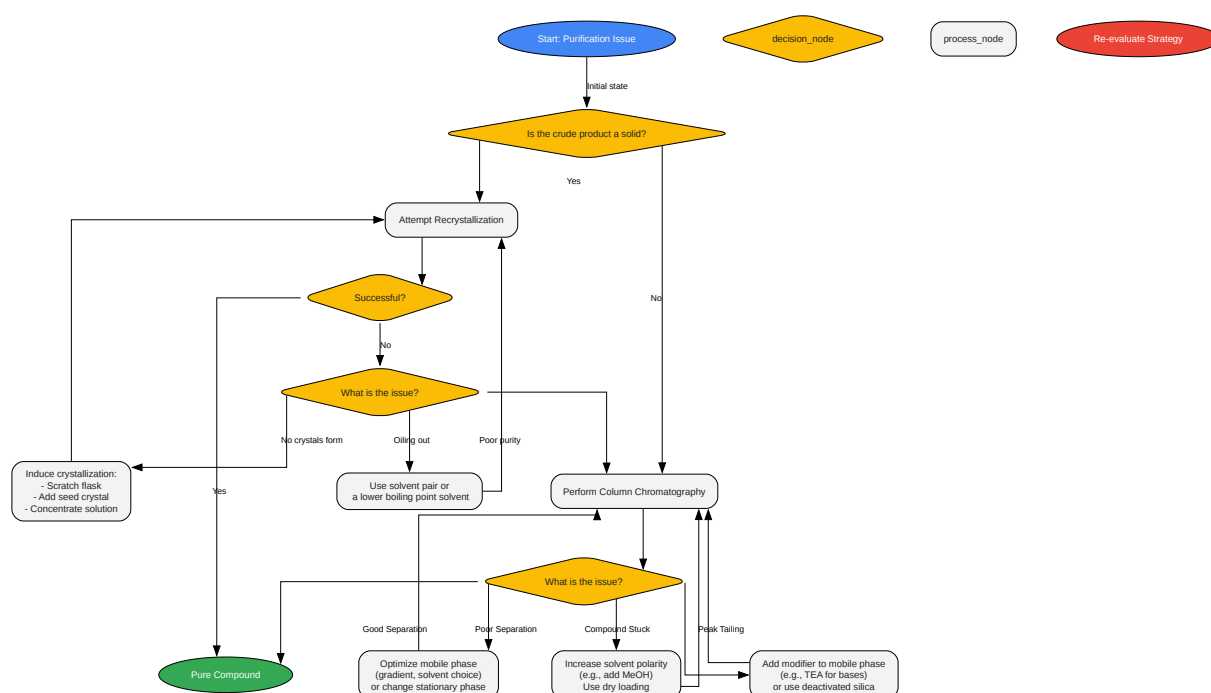 Start: Purification Issue
decision_node
process_node
Re-evaluate Strategy
Initial state
Is the crude product a solid?
Yes
Attempt Recrystallization
Successful?
No
No
What is the issue?
No crystals form
Oiling out
Poor purity
Induce crystallization:
- Scratch flask
- Add seed crystal
- Concentrate solution
Use solvent pair or
a lower boiling point solvent
Perform Column Chromatography
Yes
What is the issue?
Good Separation
Poor Separation
Compound Stuck
Peak Tailing
Pure Compound
Optimize mobile phase
(gradient, solvent choice)
or change stationary phase
Increase solvent polarity
(e.g., add MeOH)
Use dry loading
Add modifier to mobile phase
(e.g., TEA for bases)
or use deactivated silica